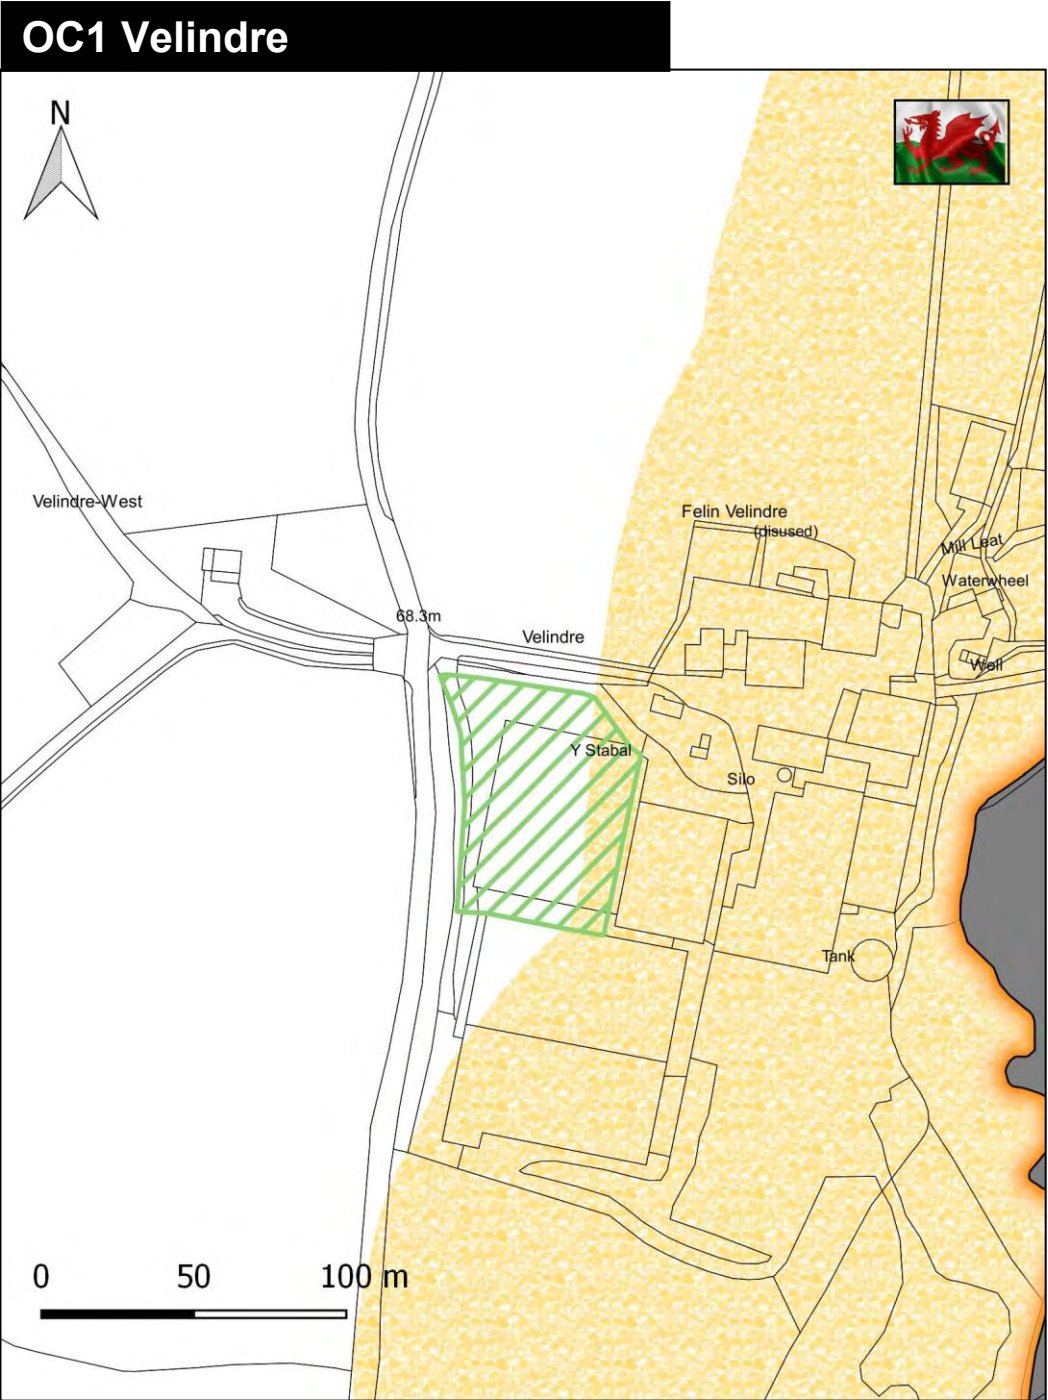 OC1 Velindre
N
Velindre-West
Felin Velindre
(disused)
Mill Leat
Waterwheel
68.3m
Velindre
Well
Y Stabal
Silo
Tank
0 50 100 m